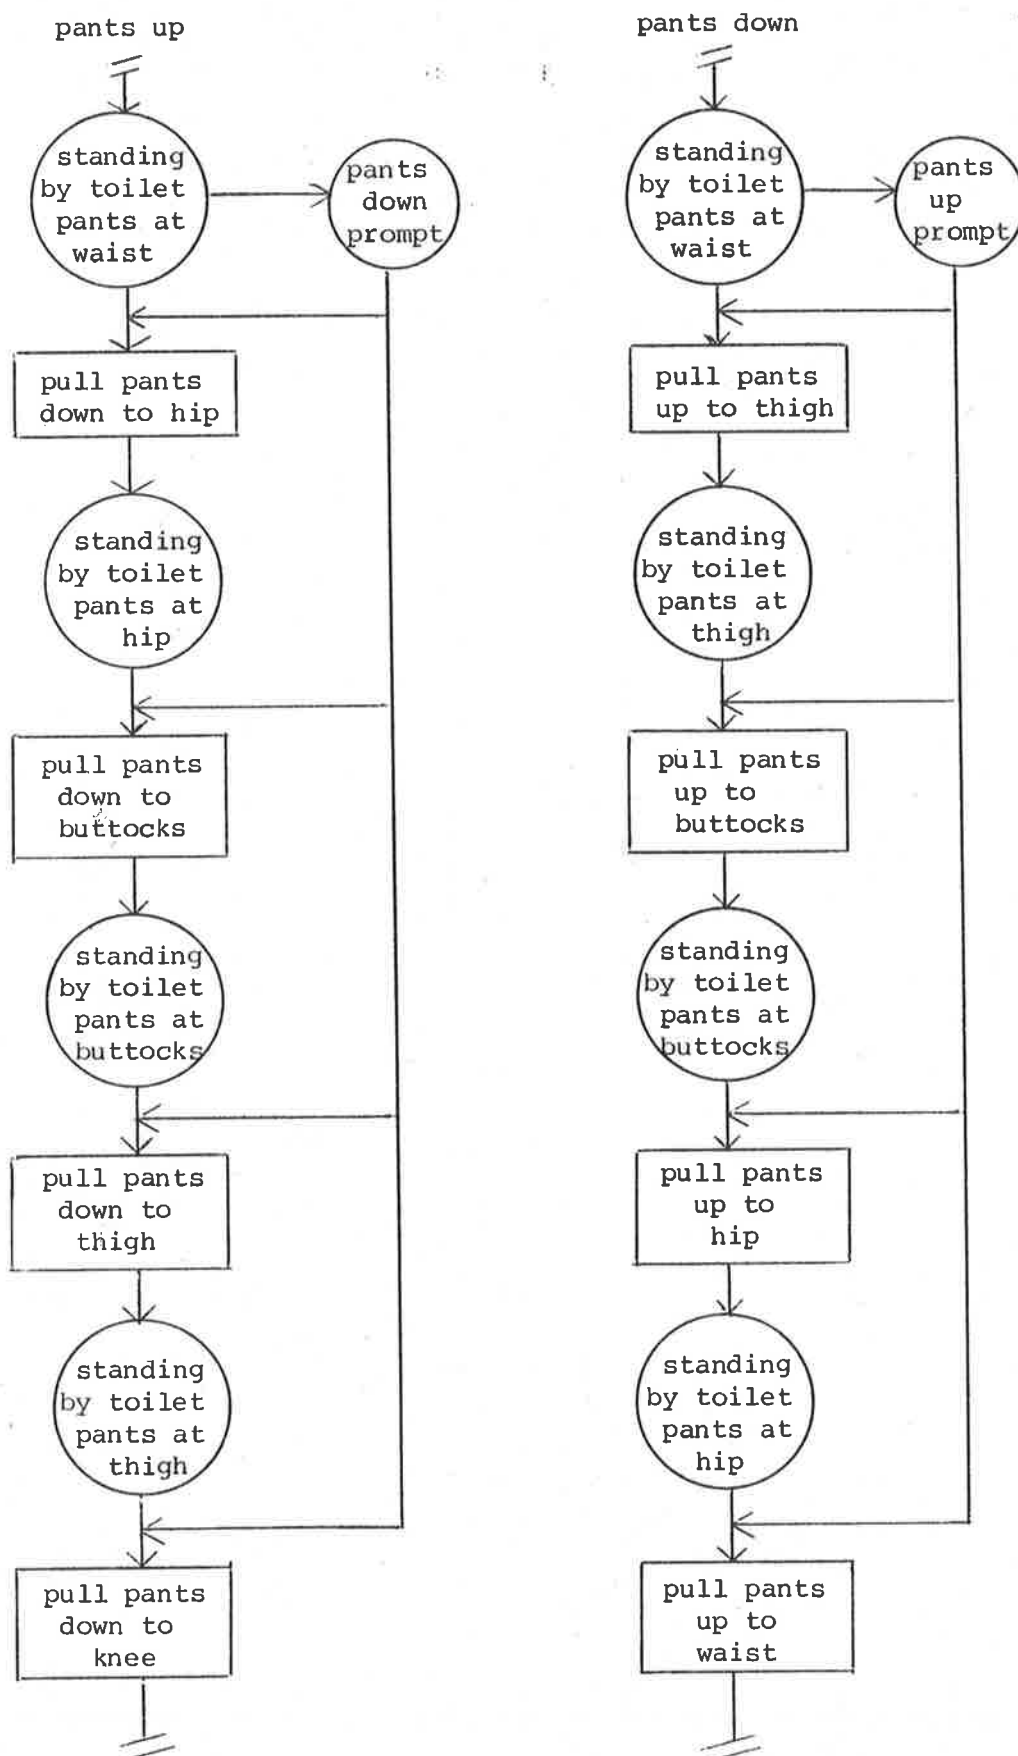 pants up
standing
by toilet
pants at
waist
pants
down
prompt
pull pants
down to hip
standing
by toilet
pants at
hip
pull pants
down to
buttocks
standing
by toilet
pants at
buttocks
pull pants
down to
thigh
standing
by toilet
pants at
thigh
pull pants
down to
knee
pants down
standing
by toilet
pants at
waist
pants
up
prompt
pull pants
up to thigh
standing
by toilet
pants at
thigh
pull pants
up to
buttocks
standing
by toilet
pants at
buttocks
pull pants
up to
hip
standing
by toilet
pants at
hip
pull pants
up to
waist